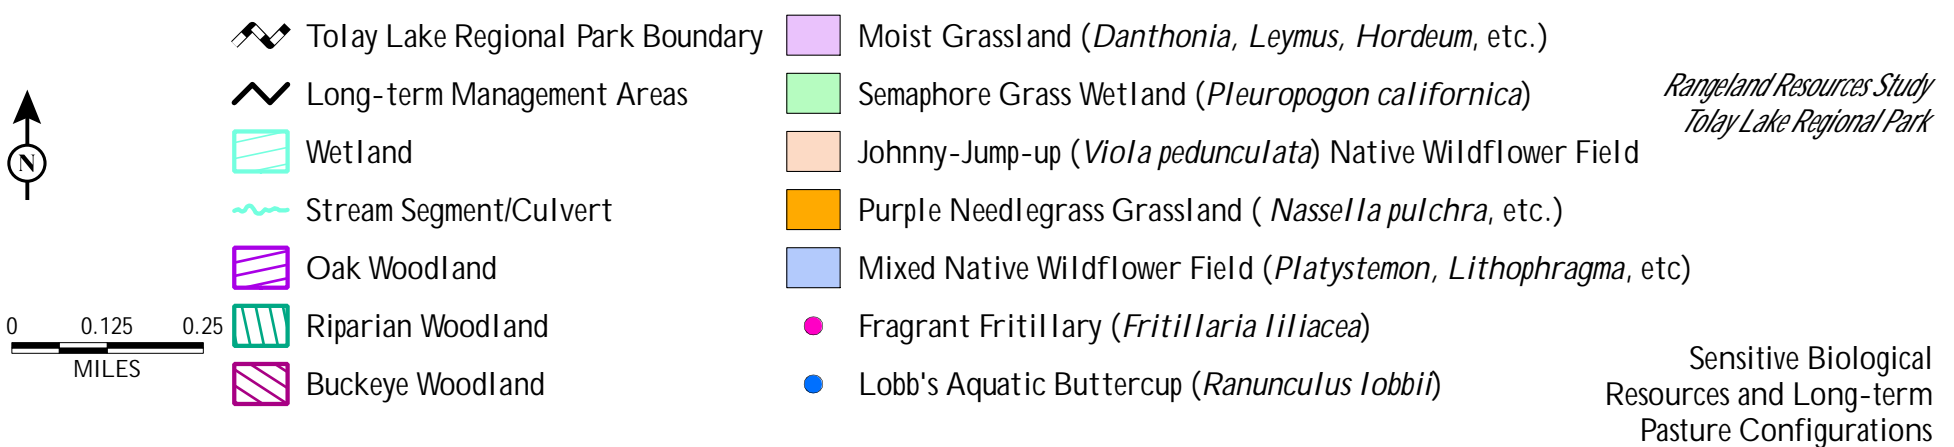 N
0 0.125 0.25
MILES
Tolay Lake Regional Park Boundary
Long-term Management Areas
Wetland
Stream Segment/Culvert
Oak Woodland
Riparian Woodland
Buckeye Woodland
Moist Grassland (Danthonia, Leymus, Hordeum, etc.)
Semaphore Grass Wetland (Pleuropogon californica)
Johnny-Jump-up (Viola pedunculata) Native Wildflower Field
Purple Needlegrass Grassland ( Nassella pulchra, etc.)
Mixed Native Wildflower Field (Platystemon, Lithophragma, etc)
Fragrant Fritillary (Fritillaria liliacea)
Lobb's Aquatic Buttercup (Ranunculus lobbii)
Rangeland Resources Study
Tolay Lake Regional Park
Sensitive Biological
Resources and Long-term
Pasture Configurations